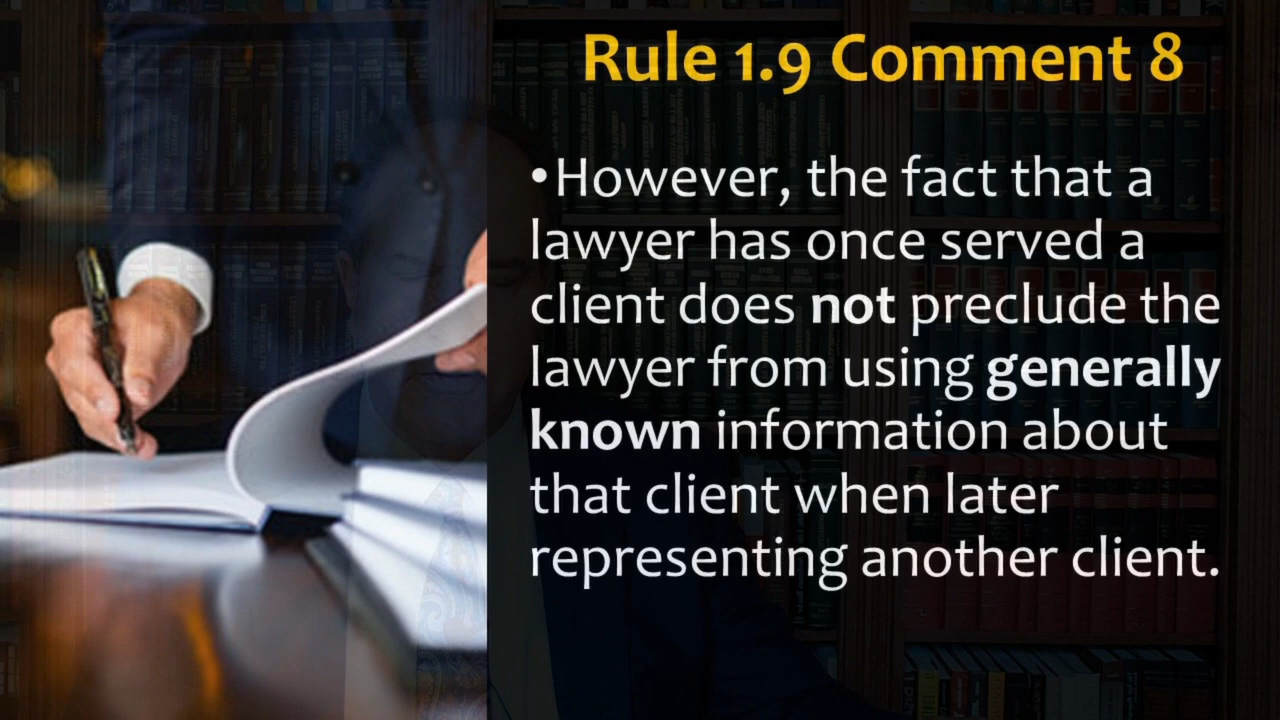 Rule 1.9 Comment 8
•However, the fact that a
lawyer has once served a
client does not preclude the
lawyer from using generally
known information about
that client when later
representing another client.